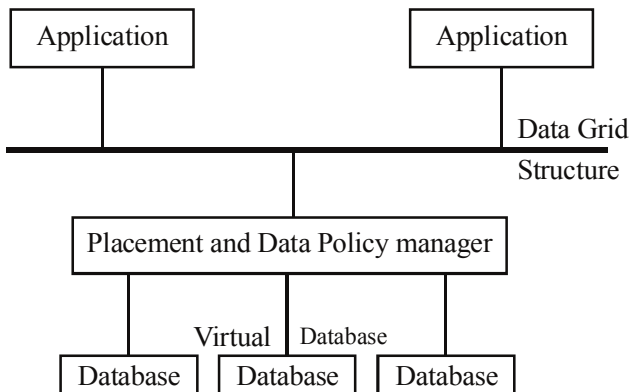 Application Application
Data Grid
Structure
Placement and Data Policy manager
Virtual Database
Database Database Database